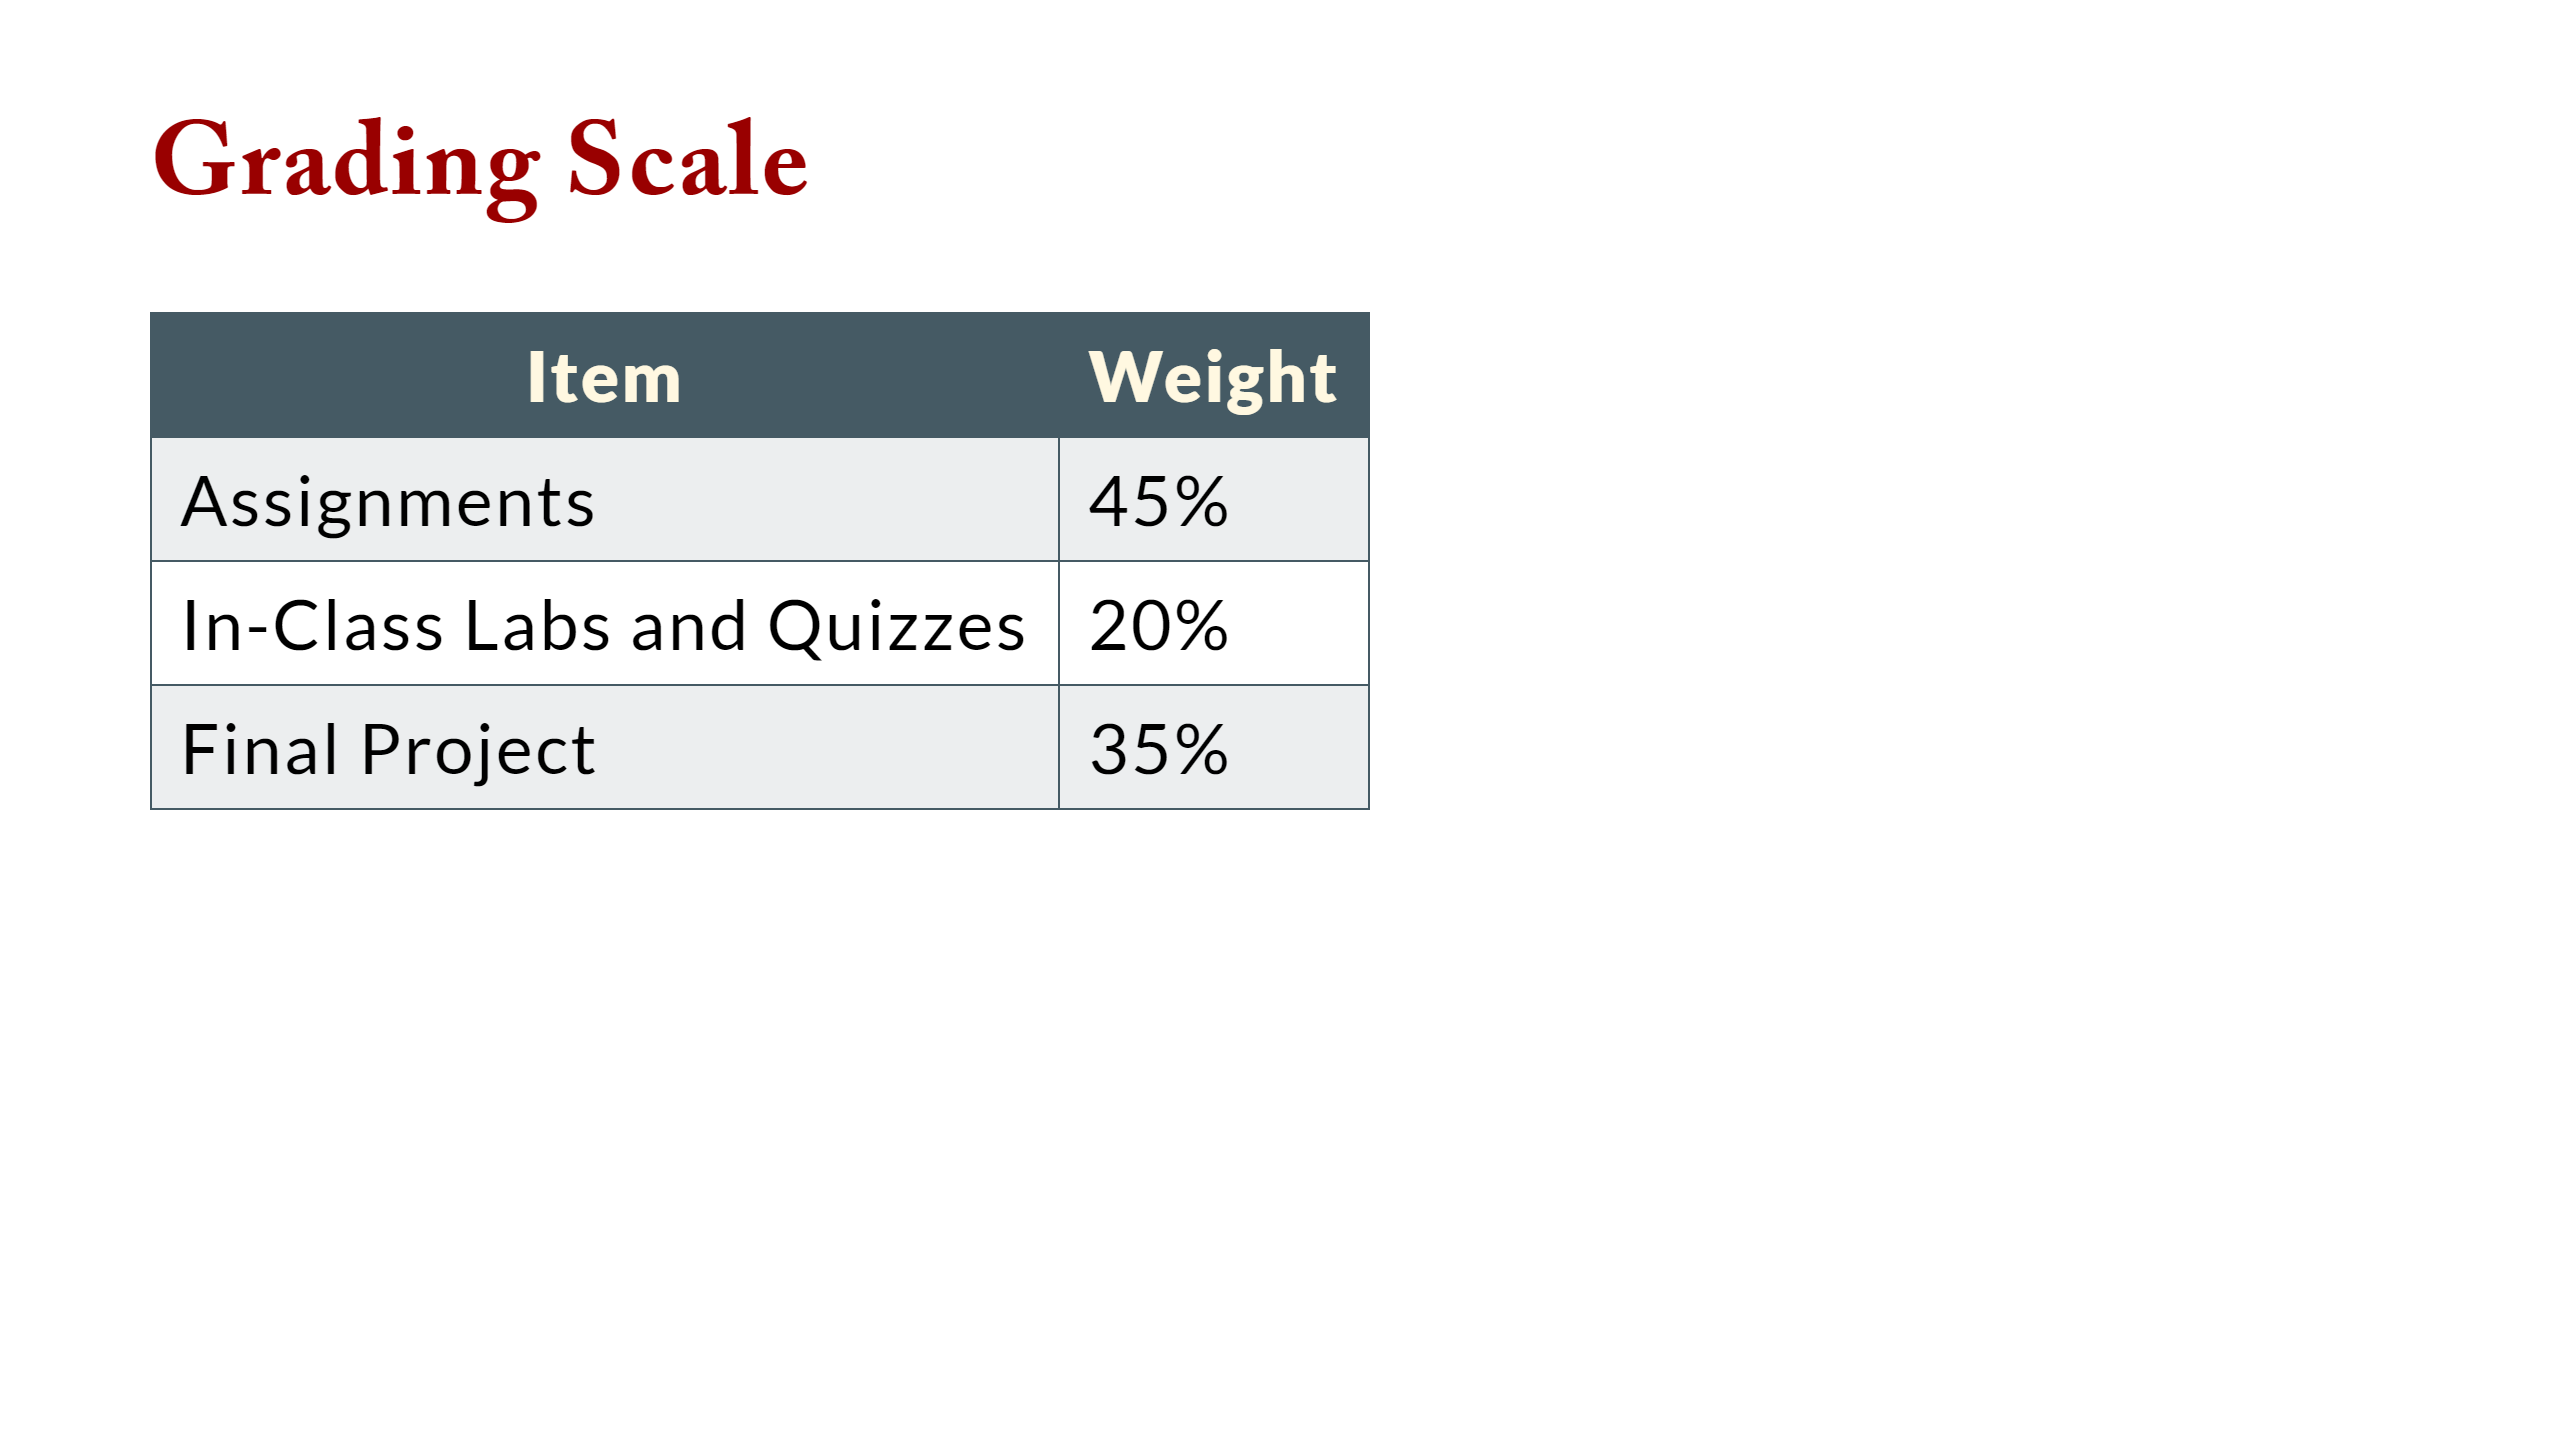 Grading Scale
Item Weight
Assignments 45%
In-Class Labs and Quizzes 20%
Final Project 35%